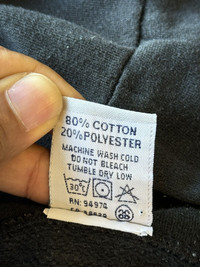 80% COTTON
20% POLYESTER
MACHINE WASH COLD
DO NOT BLEACH
TUMBLE DRY LOW
30°C
RN: 94974